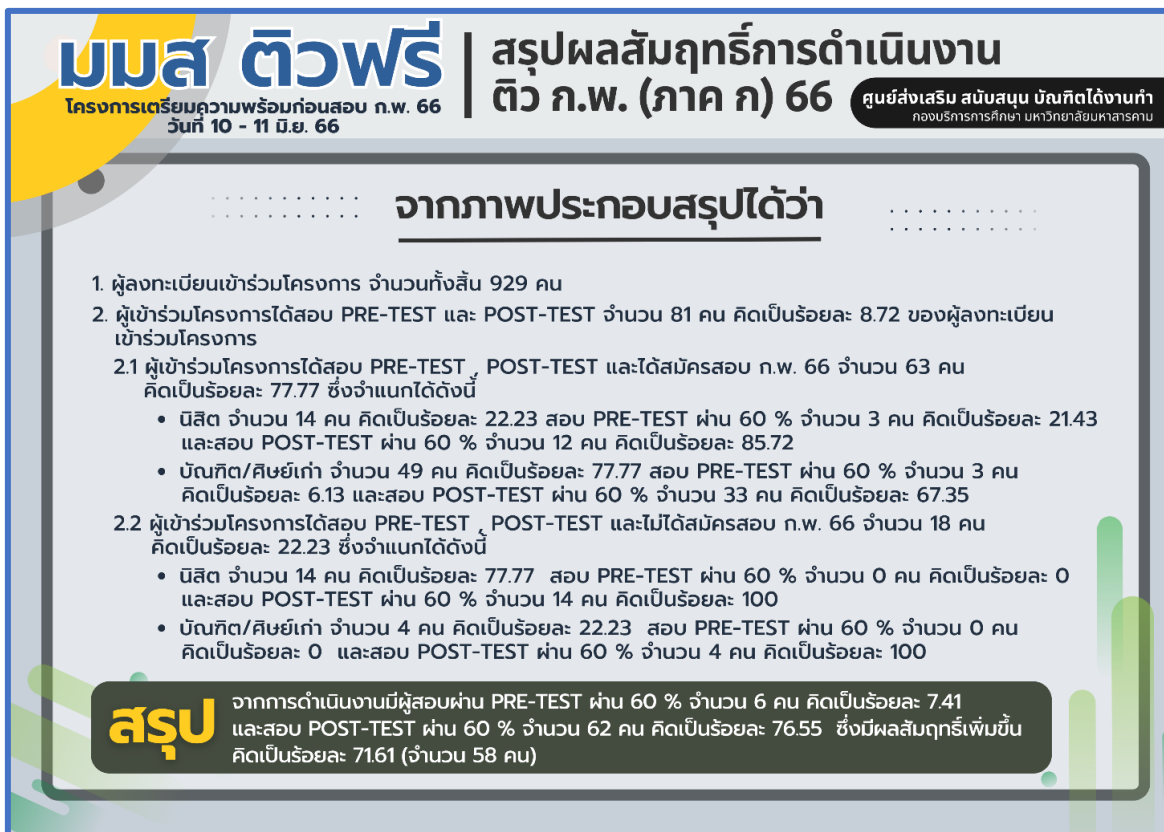 มมส ติวฟรี
โครงการเตรียมความพร้อมก่อนสอบ ก.พ. 66
วันที่ 10 - 11 มิ.ย. 66
สรุปผลสัมฤทธิ์การดำเนินงาน
ติว ก.พ. (ภาค ก) 66
ศูนย์ส่งเสริม สนับสนุน บัณฑิตได้งานทำ
กองบริการการศึกษา มหาวิทยาลัยมหาสารคาม
จากภาพประกอบสรุปได้ว่า
1. ผู้ลงทะเบียนเข้าร่วมโครงการ จำนวนทั้งสิ้น 929 คน
2. ผู้เข้าร่วมโครงการได้สอบ PRE-TEST และ POST-TEST จำนวน 81 คน คิดเป็นร้อยละ 8.72 ของผู้ลงทะเบียน
เข้าร่วมโครงการ
2.1 ผู้เข้าร่วมโครงการได้สอบ PRE-TEST , POST-TEST และได้สมัครสอบ ก.พ. 66 จำนวน 63 คน
คิดเป็นร้อยละ 77.77 ซึ่งจำแนกได้ดังนี้
• นิสิต จำนวน 14 คน คิดเป็นร้อยละ 22.23 สอบ PRE-TEST ผ่าน 60 % จำนวน 3 คน คิดเป็นร้อยละ 21.43
และสอบ POST-TEST ผ่าน 60 % จำนวน 12 คน คิดเป็นร้อยละ 85.72
• บัณฑิต/ศิษย์เก่า จำนวน 49 คน คิดเป็นร้อยละ 77.77 สอบ PRE-TEST ผ่าน 60 % จำนวน 3 คน
คิดเป็นร้อยละ 6.13 และสอบ POST-TEST ผ่าน 60 % จำนวน 33 คน คิดเป็นร้อยละ 67.35
2.2 ผู้เข้าร่วมโครงการได้สอบ PRE-TEST , POST-TEST และไม่ได้สมัครสอบ ก.พ. 66 จำนวน 18 คน
คิดเป็นร้อยละ 22.23 ซึ่งจำแนกได้ดังนี้
• นิสิต จำนวน 14 คน คิดเป็นร้อยละ 77.77 สอบ PRE-TEST ผ่าน 60 % จำนวน 0 คน คิดเป็นร้อยละ 0
และสอบ POST-TEST ผ่าน 60 % จำนวน 14 คน คิดเป็นร้อยละ 100
• บัณฑิต/ศิษย์เก่า จำนวน 4 คน คิดเป็นร้อยละ 22.23 สอบ PRE-TEST ผ่าน 60 % จำนวน 0 คน
คิดเป็นร้อยละ 0 และสอบ POST-TEST ผ่าน 60 % จำนวน 4 คน คิดเป็นร้อยละ 100
สรุป
จากการดำเนินงานมีผู้สอบผ่าน PRE-TEST ผ่าน 60 % จำนวน 6 คน คิดเป็นร้อยละ 7.41
และสอบ POST-TEST ผ่าน 60 % จำนวน 62 คน คิดเป็นร้อยละ 76.55 ซึ่งมีผลสัมฤทธิ์เพิ่มขึ้น
คิดเป็นร้อยละ 71.61 (จำนวน 58 คน)